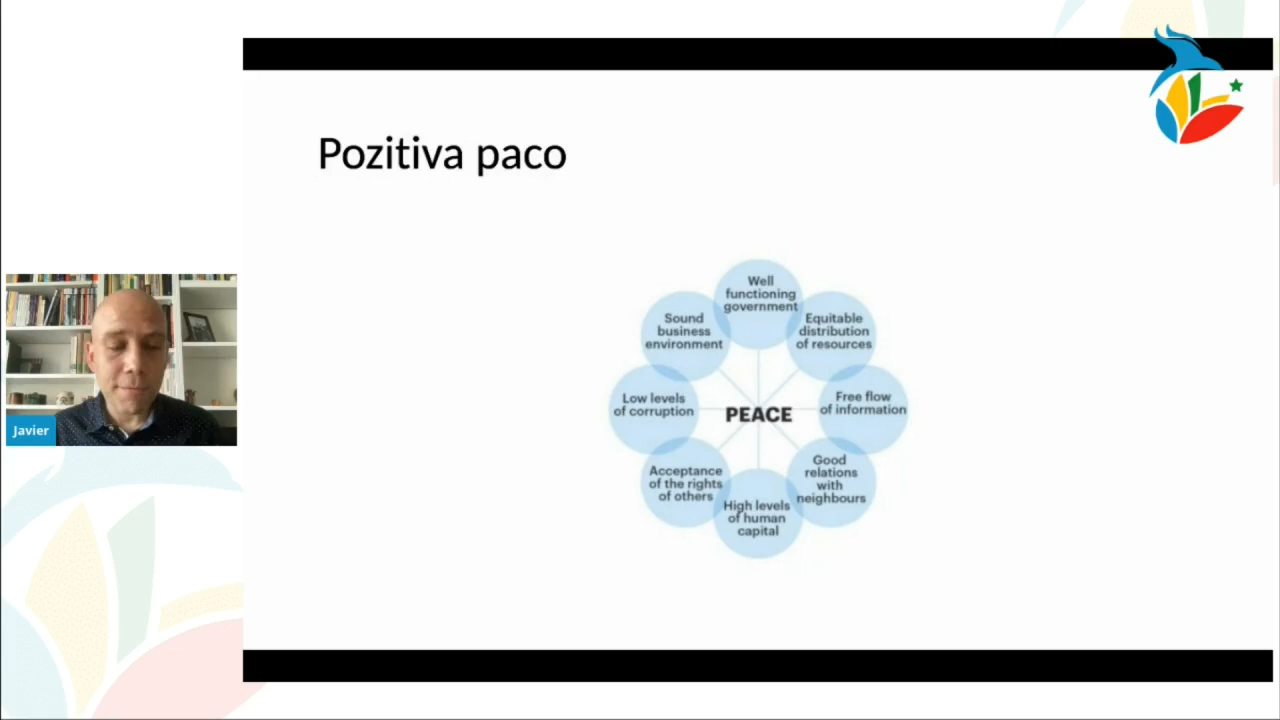 Pozitiva paco
Well
functioning
government
Equitable
distribution
of resources
Free flow
of information
Good
relations
with
neighbours
High levels
of human
capital
Acceptance
of the rights
of others
Low levels
of corruption
Sound
business
environment
PEACE
Javier